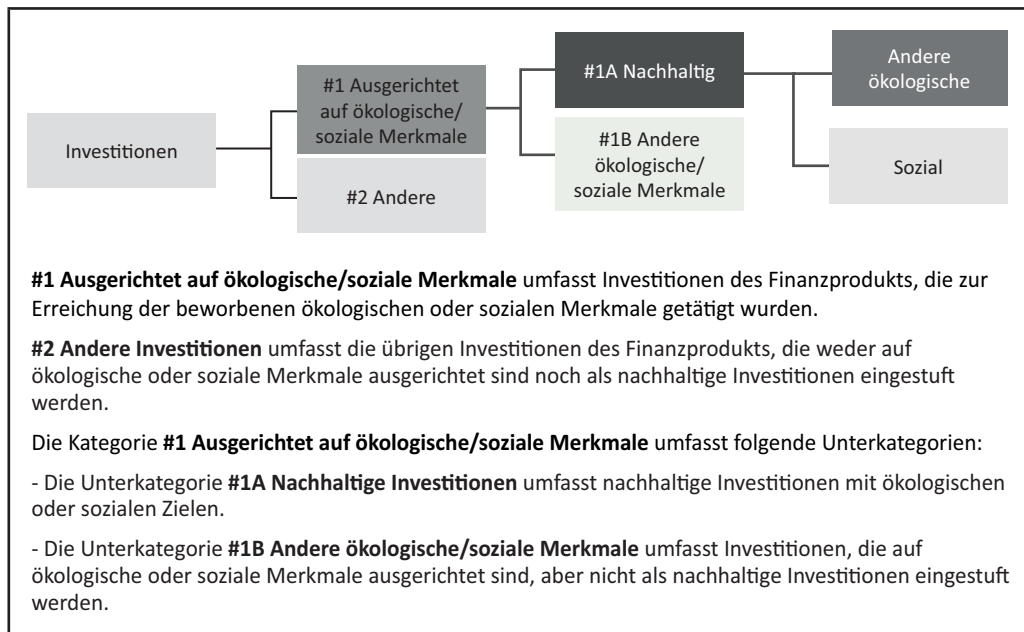 Investitionen
#1 Ausgerichtet
auf ökologische/
soziale Merkmale
#2 Andere
#1A Nachhaltig
#1B Andere
ökologische/
soziale Merkmale
Andere
ökologische
Sozial
#1 Ausgerichtet auf ökologische/soziale Merkmale umfasst Investitionen des Finanzprodukts, die zur
Erreichung der beworbenen ökologischen oder sozialen Merkmale getätigt wurden.
#2 Andere Investitionen umfasst die übrigen Investitionen des Finanzprodukts, die weder auf
ökologische oder soziale Merkmale ausgerichtet sind noch als nachhaltige Investitionen eingestuft
werden.
Die Kategorie #1 Ausgerichtet auf ökologische/soziale Merkmale umfasst folgende Unterkategorien:
- Die Unterkategorie #1A Nachhaltige Investitionen umfasst nachhaltige Investitionen mit ökologischen
oder sozialen Zielen.
- Die Unterkategorie #1B Andere ökologische/soziale Merkmale umfasst Investitionen, die auf
ökologische oder soziale Merkmale ausgerichtet sind, aber nicht als nachhaltige Investitionen eingestuft
werden.